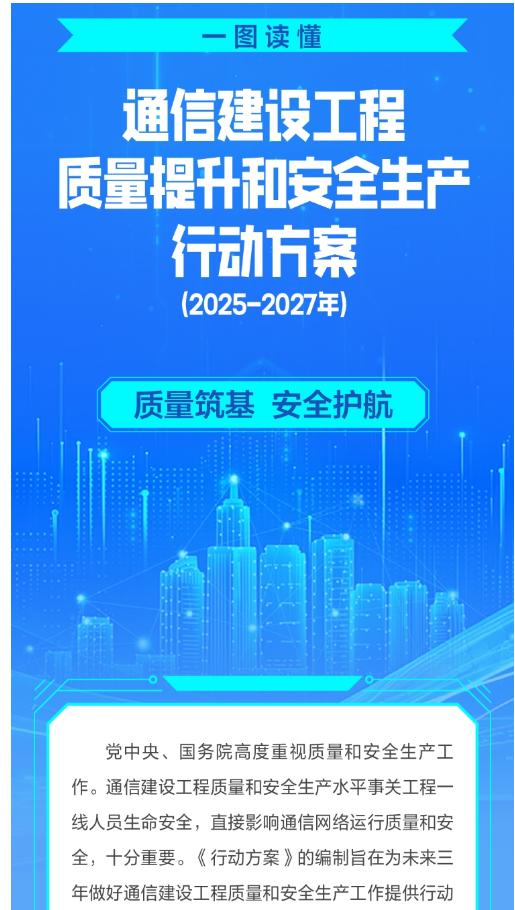 一图读懂
通信建设工程
质量提升和安全生产
行动方案
(2025-2027年)
质量筑基 安全护航
党中央、国务院高度重视质量和安全生产工
作。通信建设工程质量和安全生产水平事关工程一
线人员生命安全，直接影响通信网络运行质量和安
全，十分重要。《行动方案》的编制旨在为未来三
年做好通信建设工程质量和安全生产工作提供行动